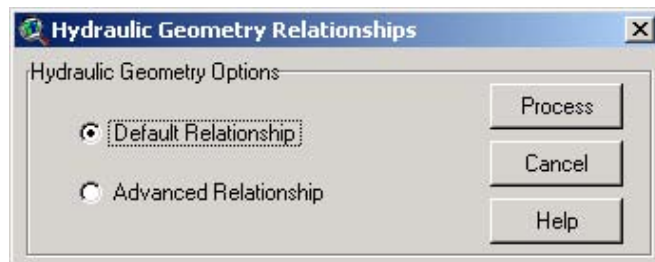 Hydraulic Geometry Relationships
Hydraulic Geometry Options
Default Relationship
Advanced Relationship
Process
Cancel
Help